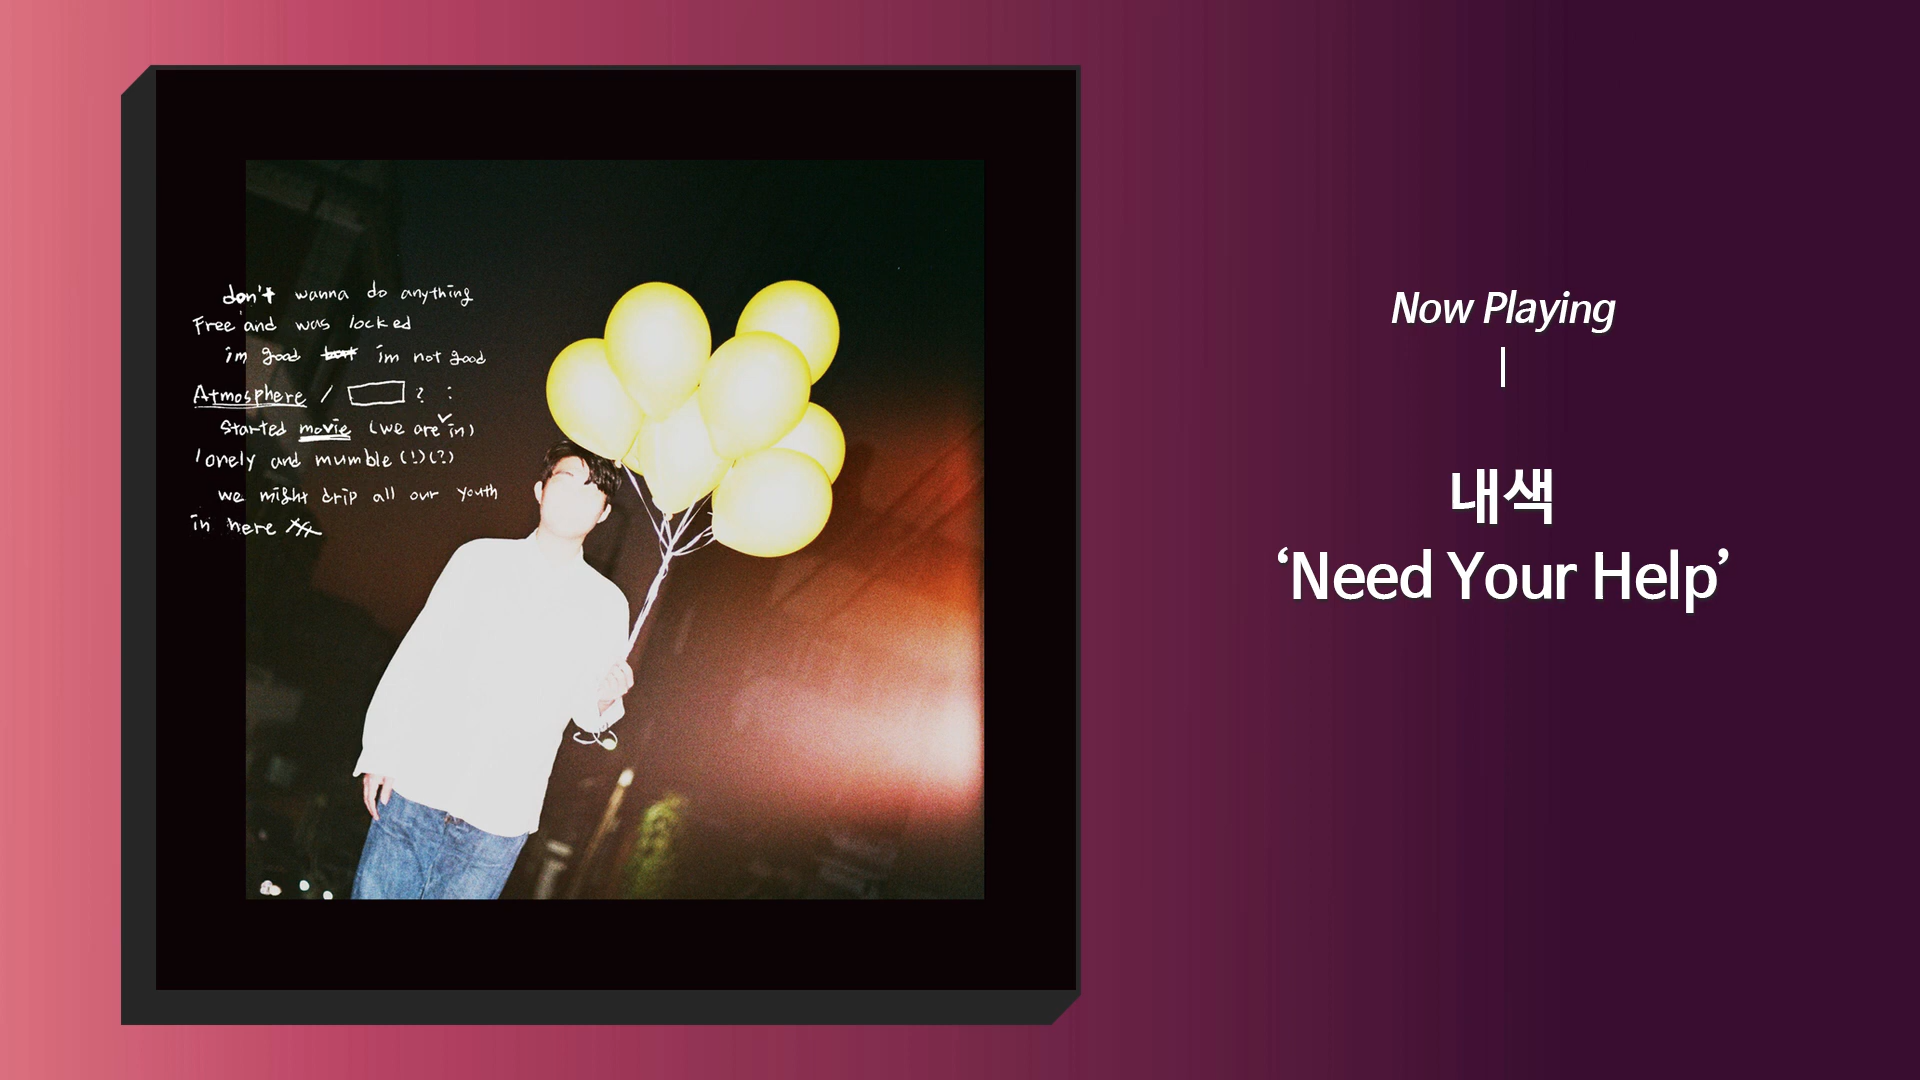 don't wanna do anything
Free and was locked
im good but im not good
Atmosphere / ? :
Started movie (we are in)
lonely and mumble (!)(?)
we might drip all our youth
in here
Now Playing
내색
‘Need Your Help’